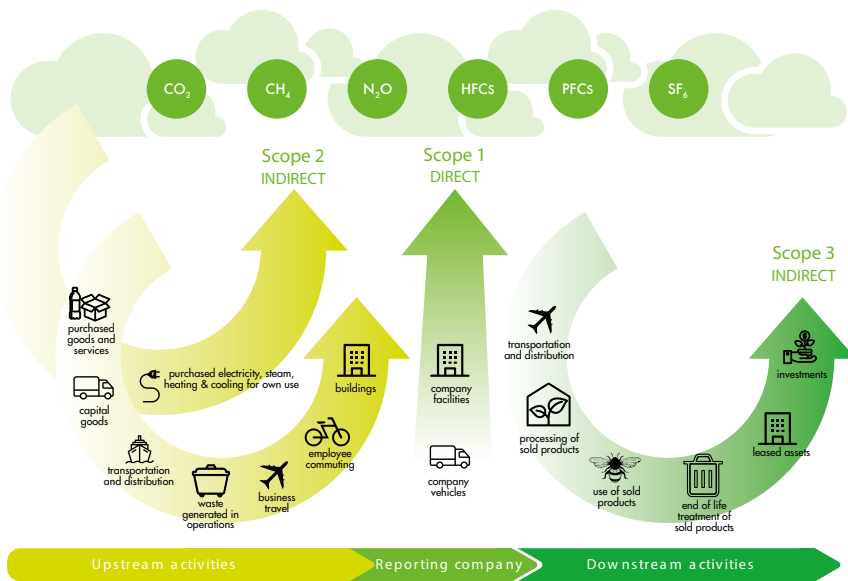 CO₂
CH₄
N₂O
HFCs
PFCs
SF₆
Scope 2
INDIRECT
Scope 1
DIRECT
Scope 3
INDIRECT
purchased
goods and
services
capital
goods
transportation
and distribution
waste
generated in
operations
business
travel
employee
commuting
buildings
purchased electricity, steam,
heating & cooling for own use
company
facilities
company
vehicles
transportation
and distribution
processing of
sold products
use of sold
products
end of life
treatment of
sold products
leased assets
investments
Upstream activities
Reporting company
Downstream activities